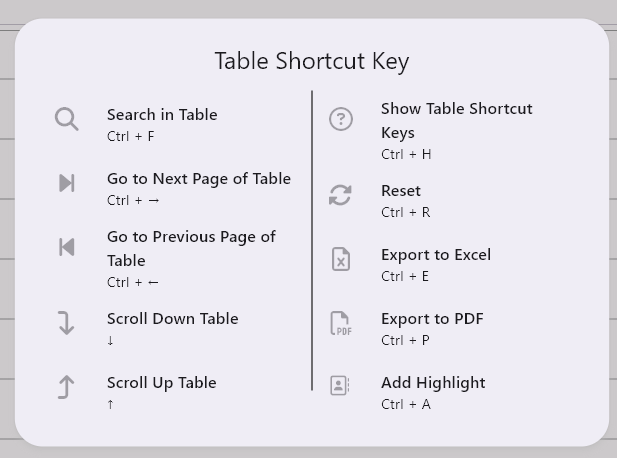 Table Shortcut Key
Search in Table
Ctrl + F
Go to Next Page of Table
Ctrl + →
Go to Previous Page of
Table
Ctrl + ←
Scroll Down Table
↓
Scroll Up Table
↑
Show Table Shortcut
Keys
Ctrl + H
Reset
Ctrl + R
Export to Excel
Ctrl + E
PDF
Export to PDF
Ctrl + P
Add Highlight
Ctrl + A